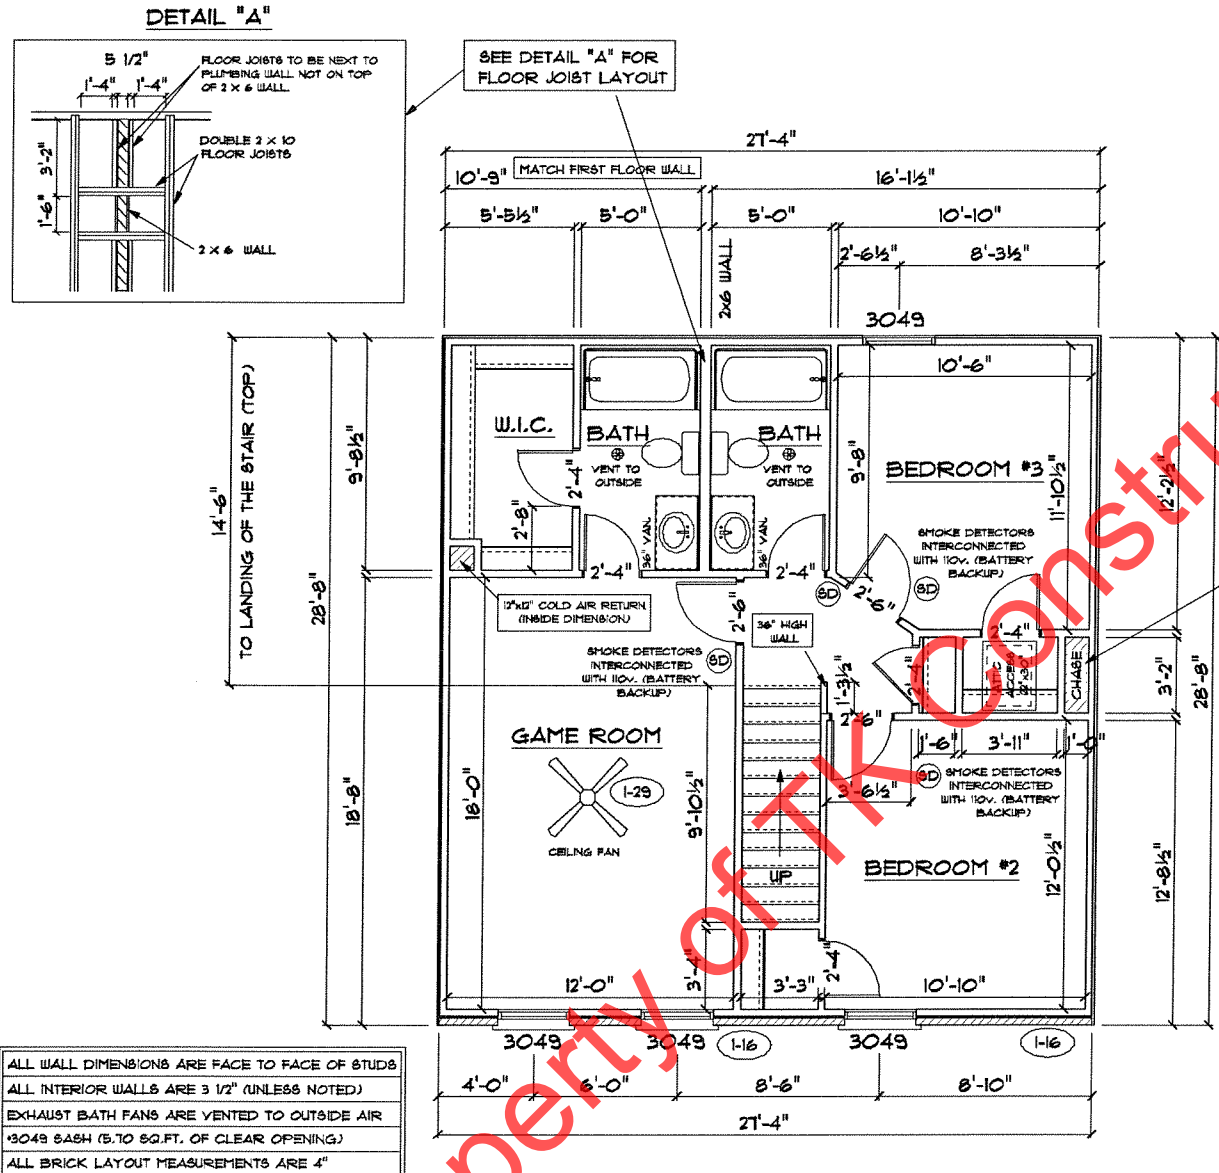 DETAIL "A"
5 1/2"
1'-4" 1'-4"
FLOOR JOISTS TO BE NEXT TO
PLUMBING WALL NOT ON TOP
OF 2 X 6 WALL
DOUBLE 2 X 10
FLOOR JOISTS
3'-2"
1'-6"
2 X 6 WALL
SEE DETAIL "A" FOR
FLOOR JOIST LAYOUT
27'-4"
10'-9" MATCH FIRST FLOOR WALL 16'-1½"
5'-5½" 5'-0" 5'-0" 10'-10"
2'-6½" 8'-3½"
2X6 WALL
3049
10'-6"
14'-6"
TO LANDING OF THE STAIR (TOP)
28'-8"
9'-8½"
18'-8"
W.I.C.
2'-4"
2'-8"
BATH
VENT TO
OUTSIDE
36" VAN.
BATH
VENT TO
OUTSIDE
36" VAN.
9'-8"
BEDROOM #3
11'-10½"
12'-2½"
SMOKE DETECTORS
INTERCONNECTED
WITH 110V. (BATTERY
BACKUP)
SD
SD
2'-4" 2'-4"
2'-6"
2'-6"
12"x12" COLD AIR RETURN
(INSIDE DIMENSION)
36" HIGH
WALL
2'-4"
SMOKE DETECTORS
INTERCONNECTED
WITH 110V. (BATTERY
BACKUP)
SD
1'-3½"
2'-4"
ATTIC
ACCESS
22"x30"
CHASE
3'-2"
28'-8"
2'-6"
1'-6" 3'-11" 1'-0"
GAME ROOM
1-29
CEILING FAN
18'-0"
9'-10½"
UP
3'-6½"
SD
SMOKE DETECTORS
INTERCONNECTED
WITH 110V. (BATTERY
BACKUP)
BEDROOM #2
12'-0½"
12'-8½"
3'-4"
2'-4"
12'-0" 3'-3" 10'-10"
3049 3049 1-16 3049 1-16
4'-0" 6'-0" 8'-6" 8'-10"
27'-4"
ALL WALL DIMENSIONS ARE FACE TO FACE OF STUDS
ALL INTERIOR WALLS ARE 3 1/2" (UNLESS NOTED)
EXHAUST BATH FANS ARE VENTED TO OUTSIDE AIR
*3049 SASH (5.70 SQ.FT. OF CLEAR OPENING)
ALL BRICK LAYOUT MEASUREMENTS ARE 4"
perty of TK Constr